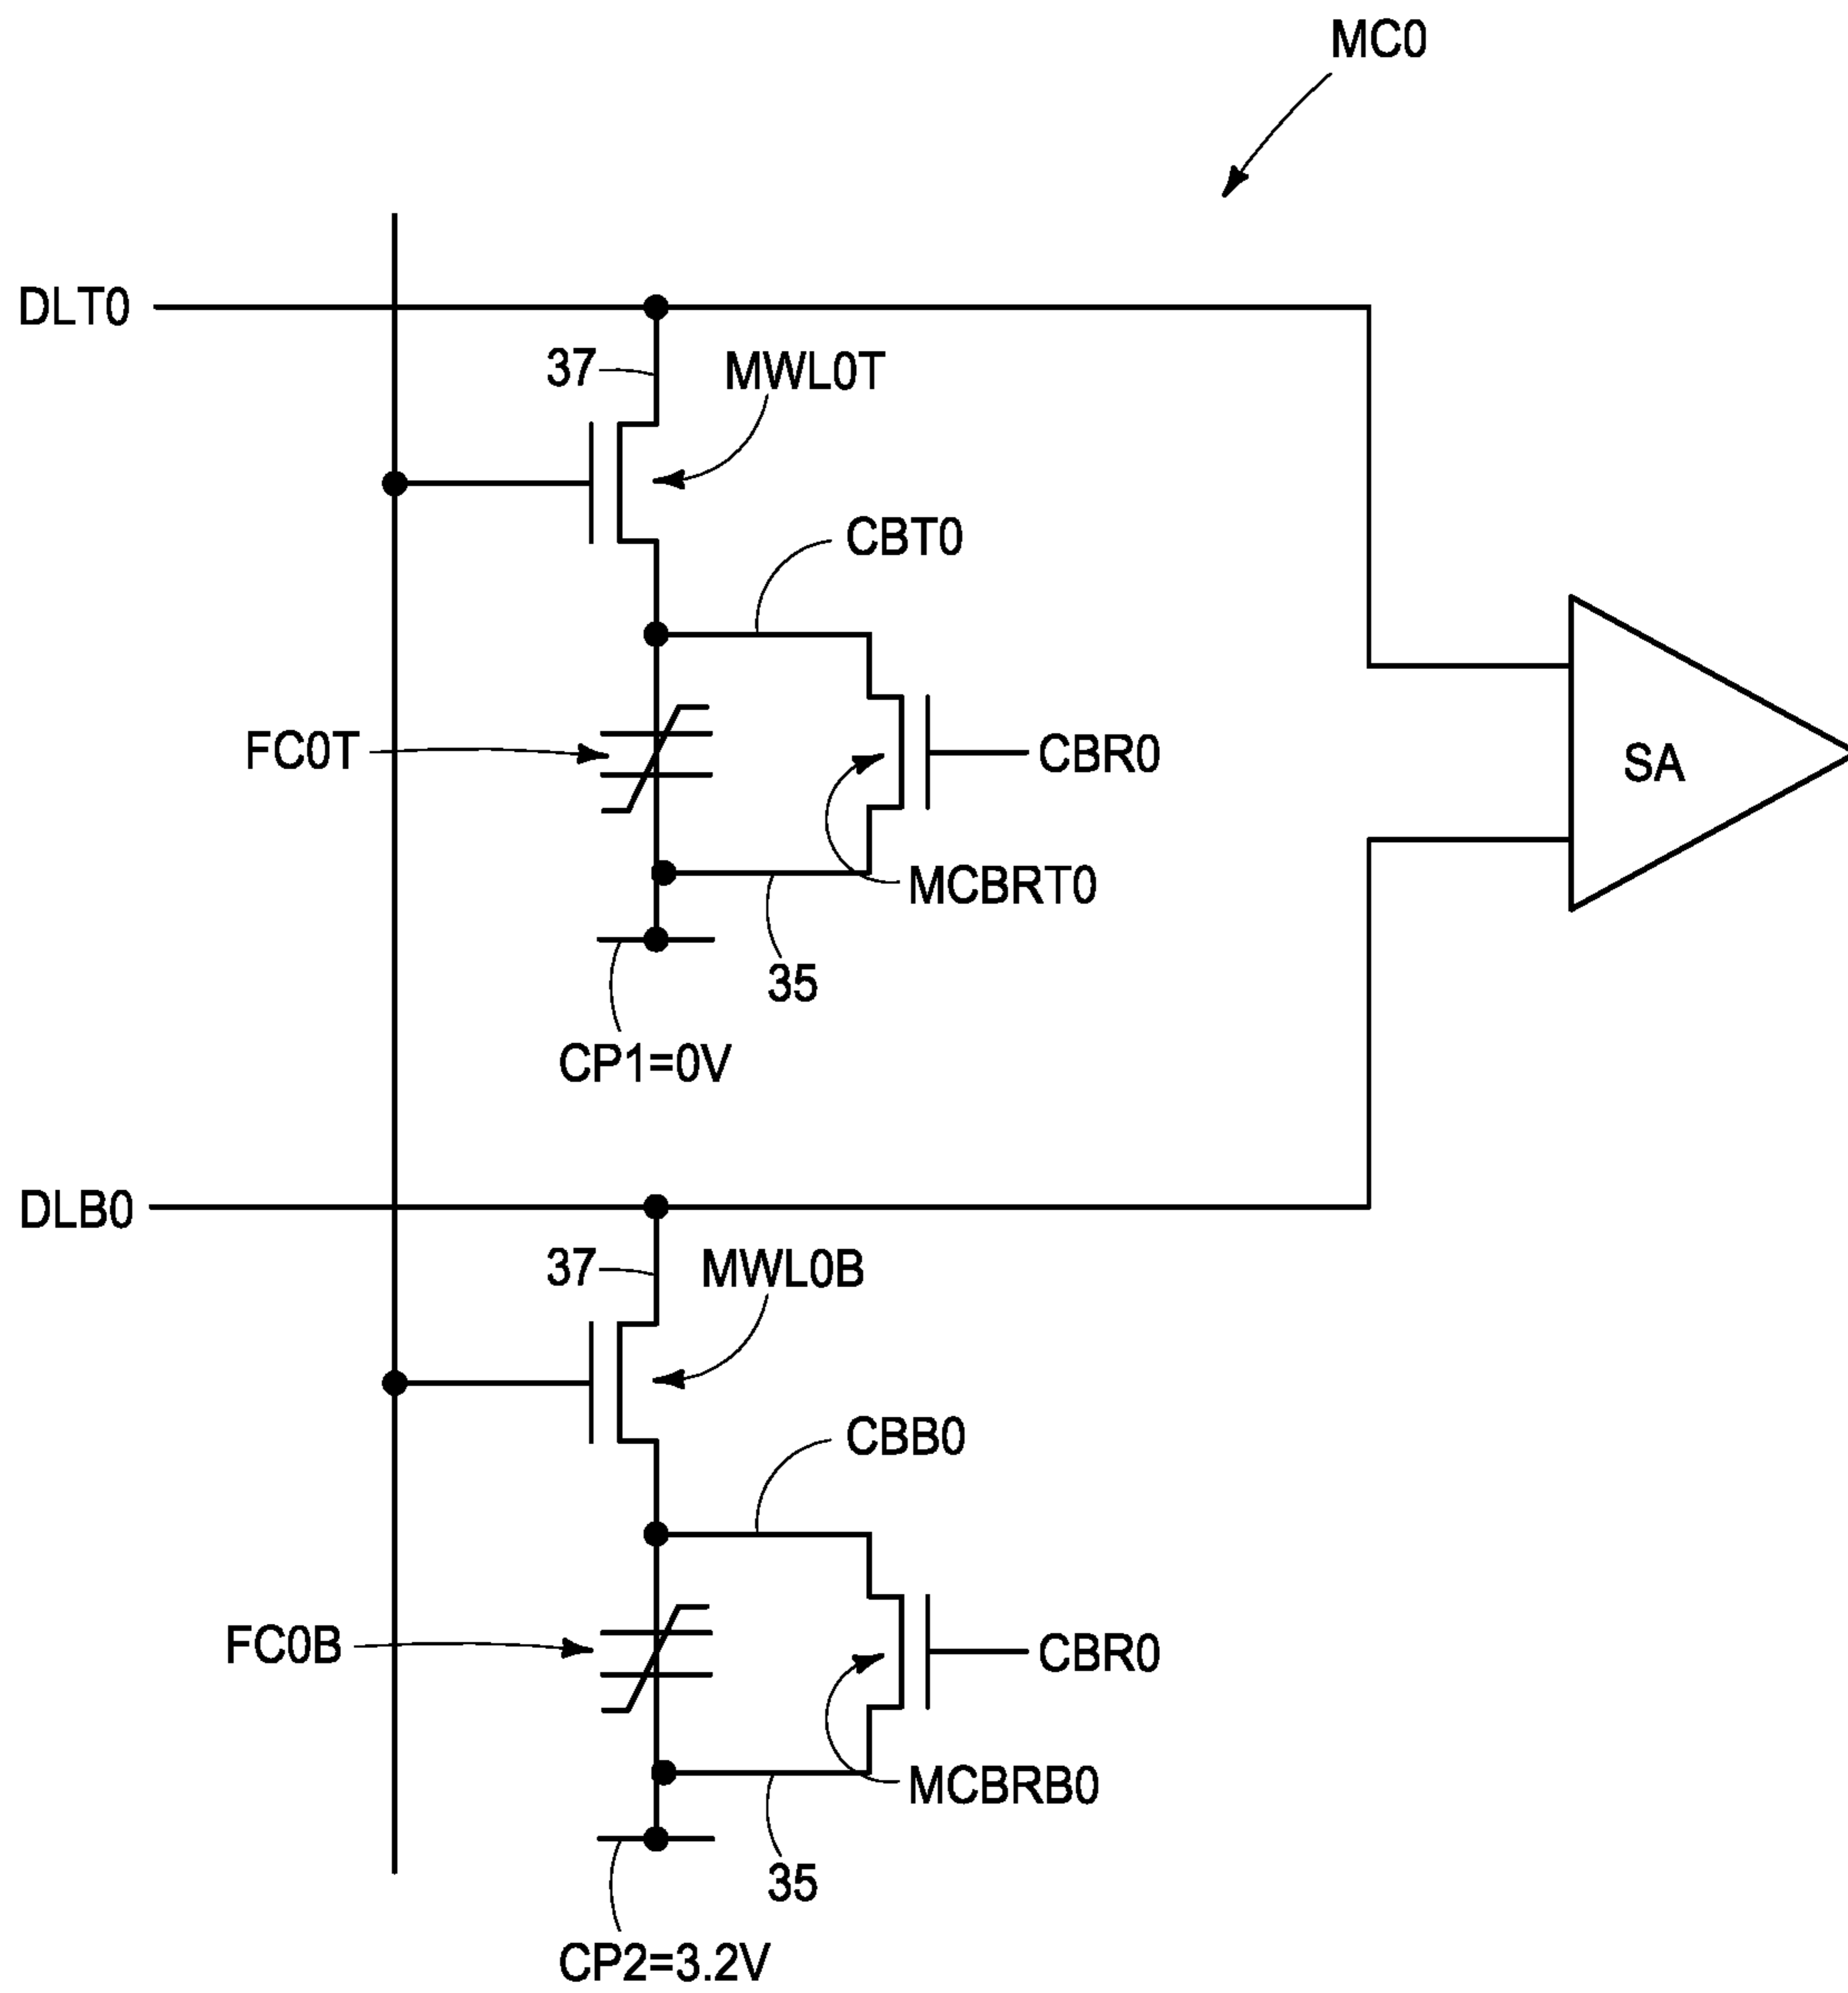 MC0
DLT0
37
MWL0T
CBT0
FC0T
CBR0
SA
MCBRT0
35
CP1=0V
DLB0
37
MWL0B
CBB0
FC0B
CBR0
MCBRB0
35
CP2=3.2V